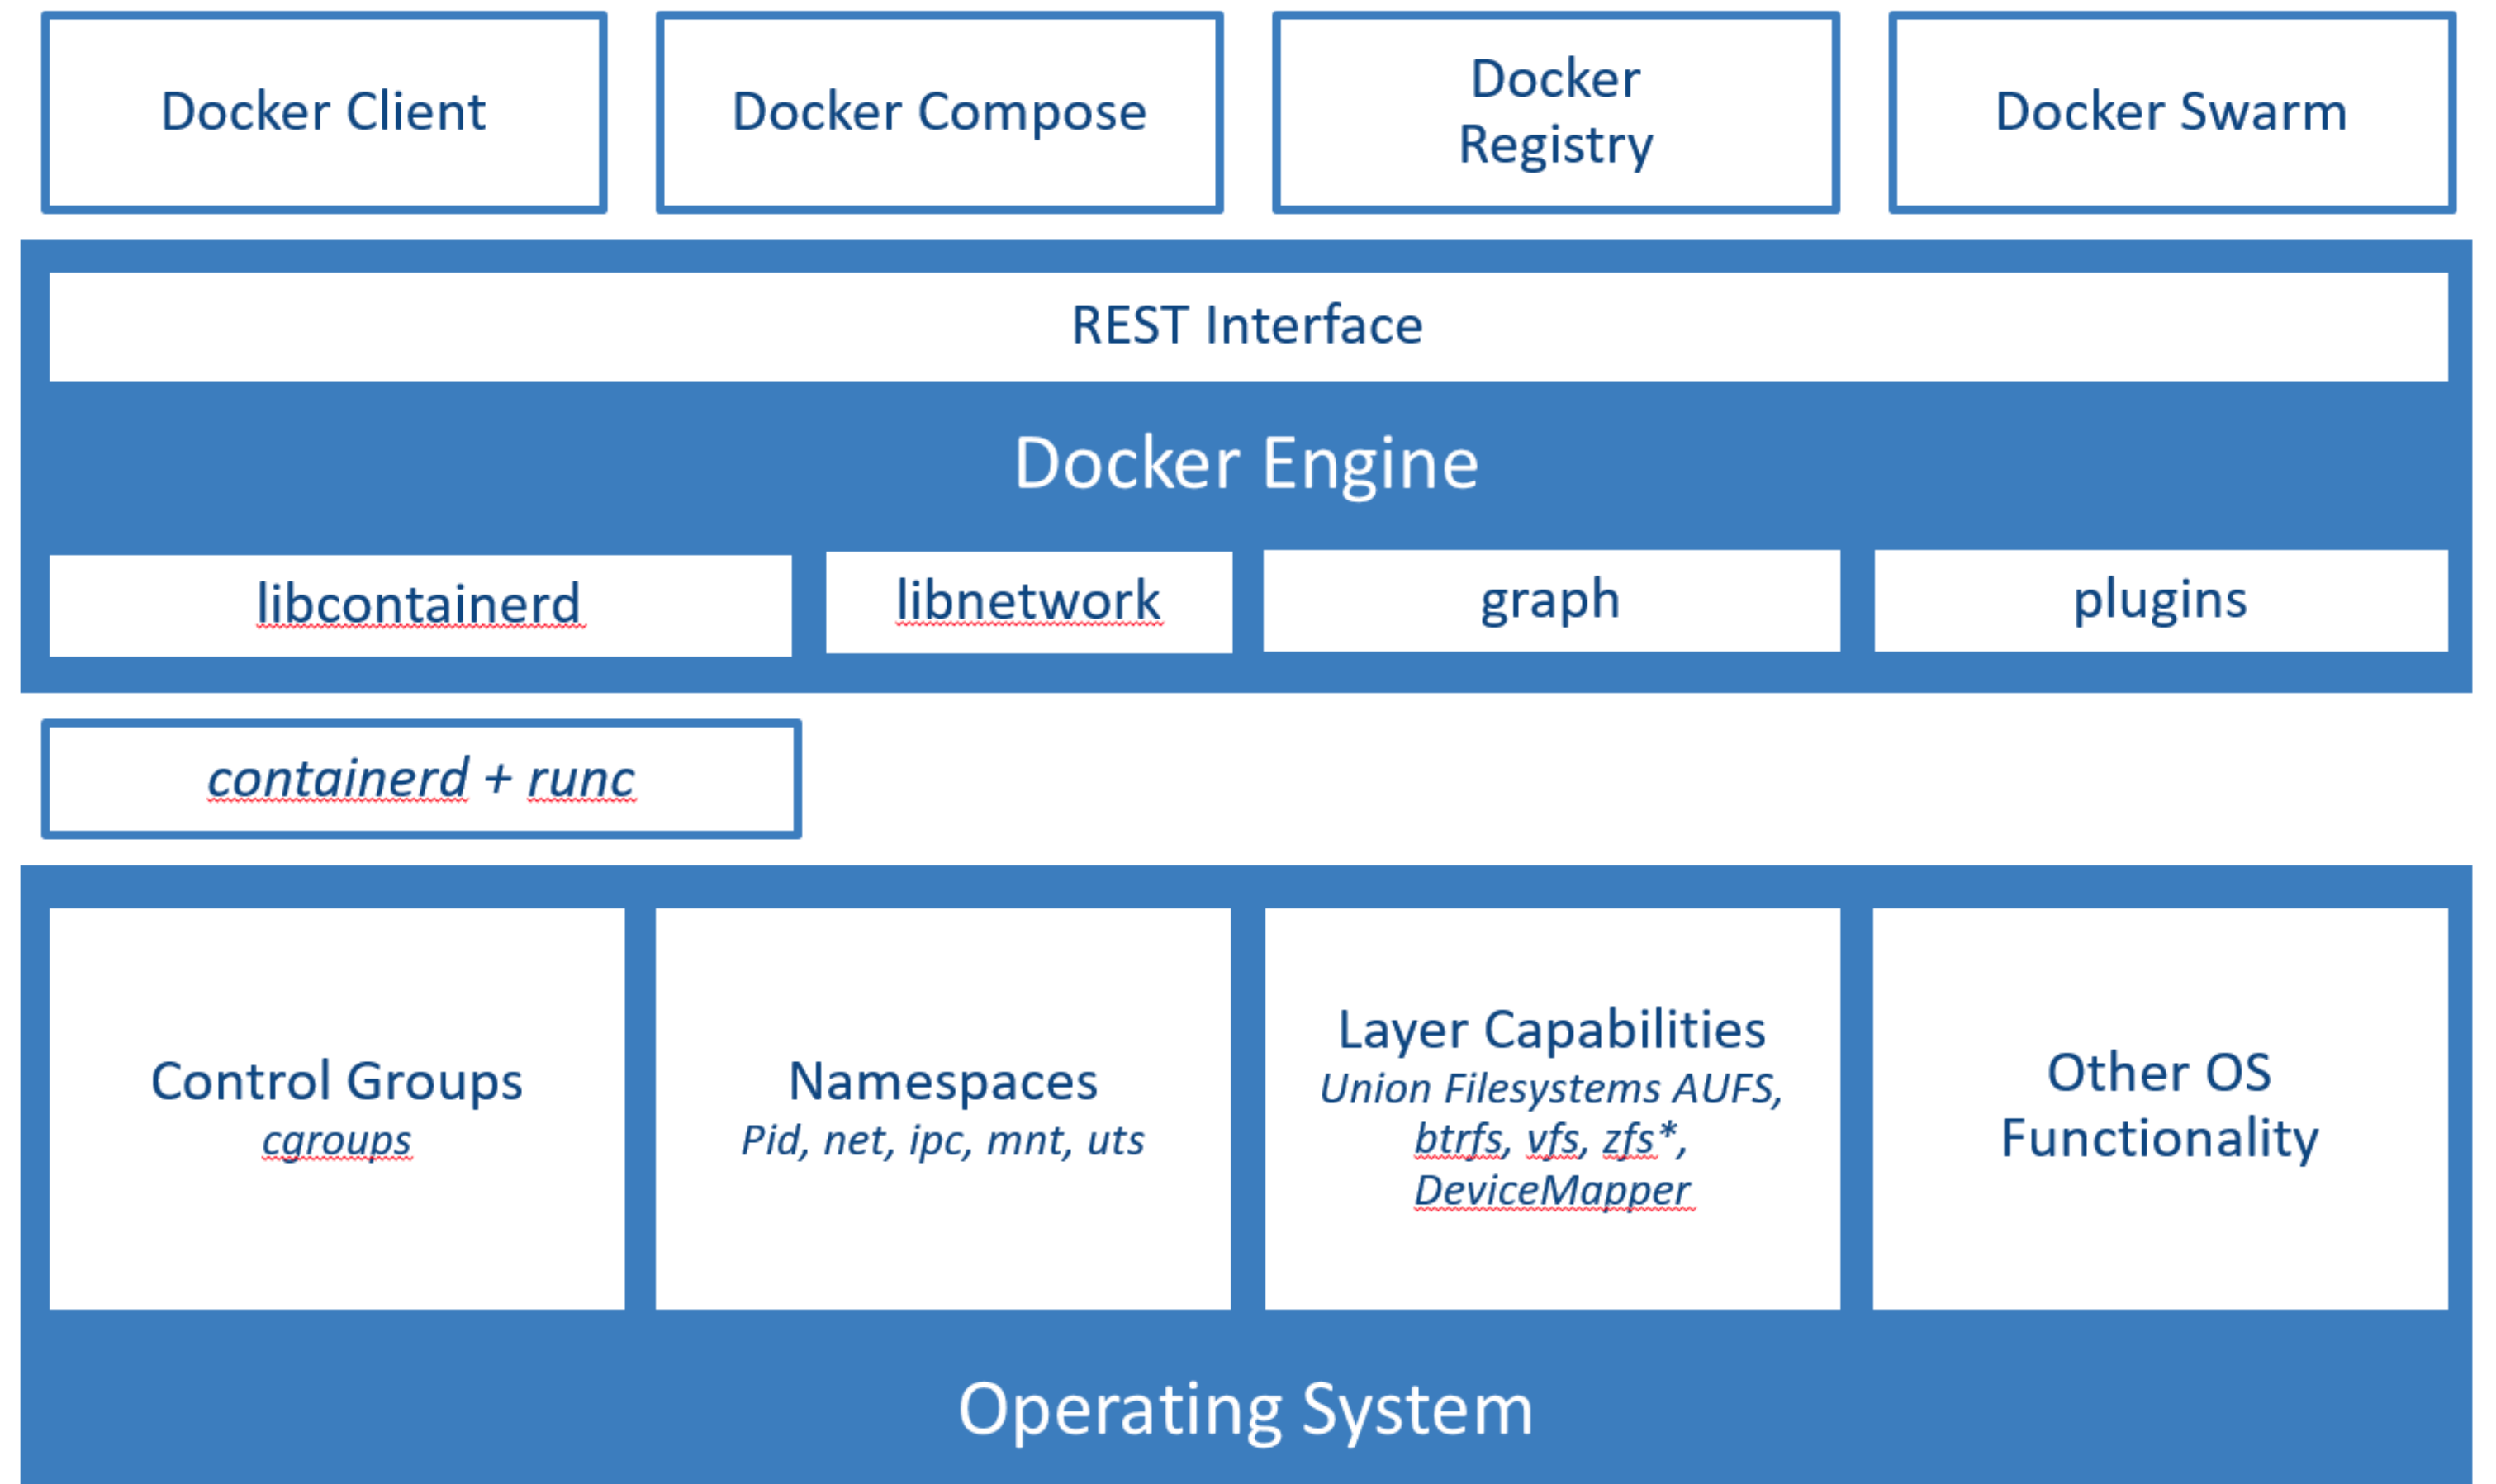 Docker Client
Docker Compose
Docker
Registry
Docker Swarm
REST Interface
Docker Engine
libcontainerd
libnetwork
graph
plugins
containerd + runc
Control Groups
cgroups
Namespaces
Pid, net, ipc, mnt, uts
Layer Capabilities
Union Filesystems AUFS,
btrfs, vfs, zfs*,
DeviceMapper
Other OS
Functionality
Operating System